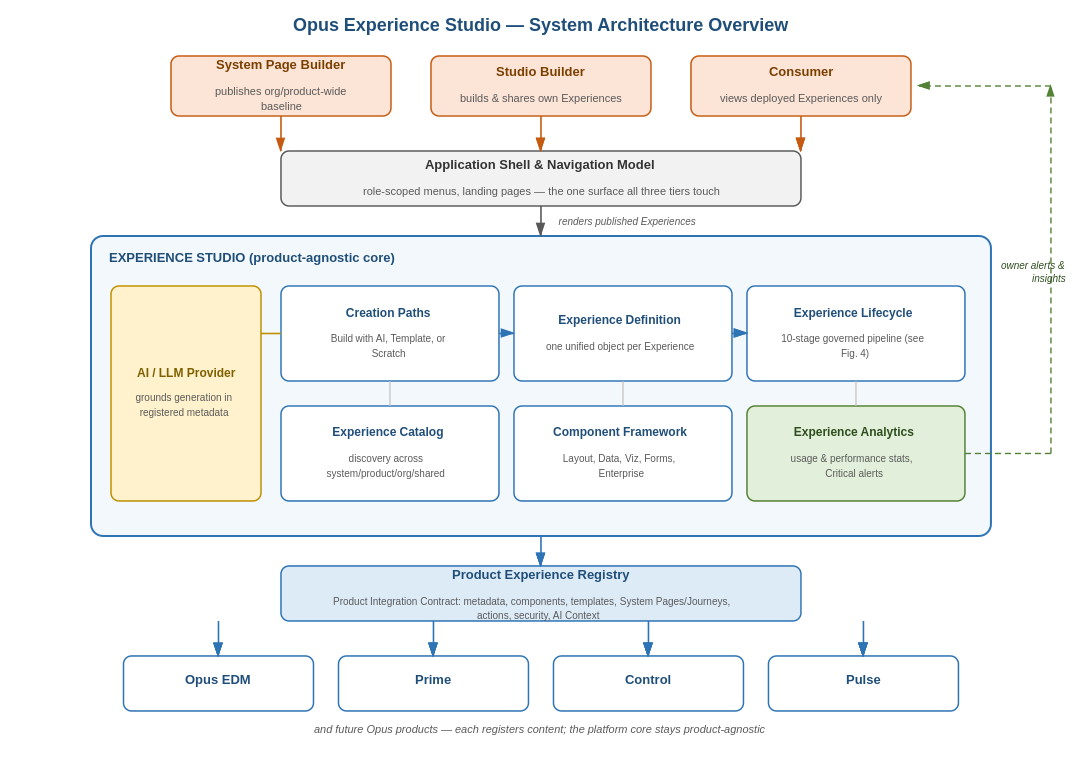 Opus Experience Studio — System Architecture Overview
System Page Builder
publishes org/product-wide
baseline
Studio Builder
builds & shares own Experiences
Consumer
views deployed Experiences only
Application Shell & Navigation Model
role-scoped menus, landing pages — the one surface all three tiers touch
renders published Experiences
EXPERIENCE STUDIO (product-agnostic core)
owner alerts &
insights
AI / LLM Provider
grounds generation in
registered metadata
Creation Paths
Build with AI, Template, or
Scratch
Experience Definition
one unified object per Experience
Experience Lifecycle
10-stage governed pipeline (see
Fig. 4)
Experience Catalog
discovery across
system/product/org/shared
Component Framework
Layout, Data, Viz, Forms,
Enterprise
Experience Analytics
usage & performance stats,
Critical alerts
Product Experience Registry
Product Integration Contract: metadata, components, templates, System Pages/Journeys,
actions, security, AI Context
Opus EDM
Prime
Control
Pulse
and future Opus products — each registers content; the platform core stays product-agnostic